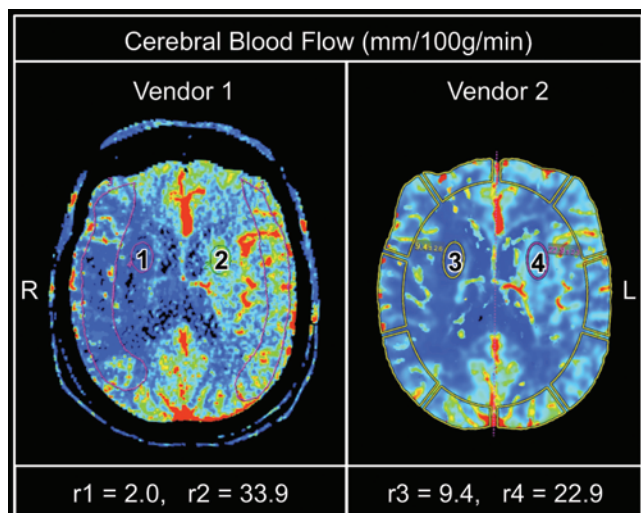 Cerebral Blood Flow (mm/100g/min)
Vendor 1
Vendor 2
R
1
2
3
4
L
r1 = 2.0, r2 = 33.9
r3 = 9.4, r4 = 22.9